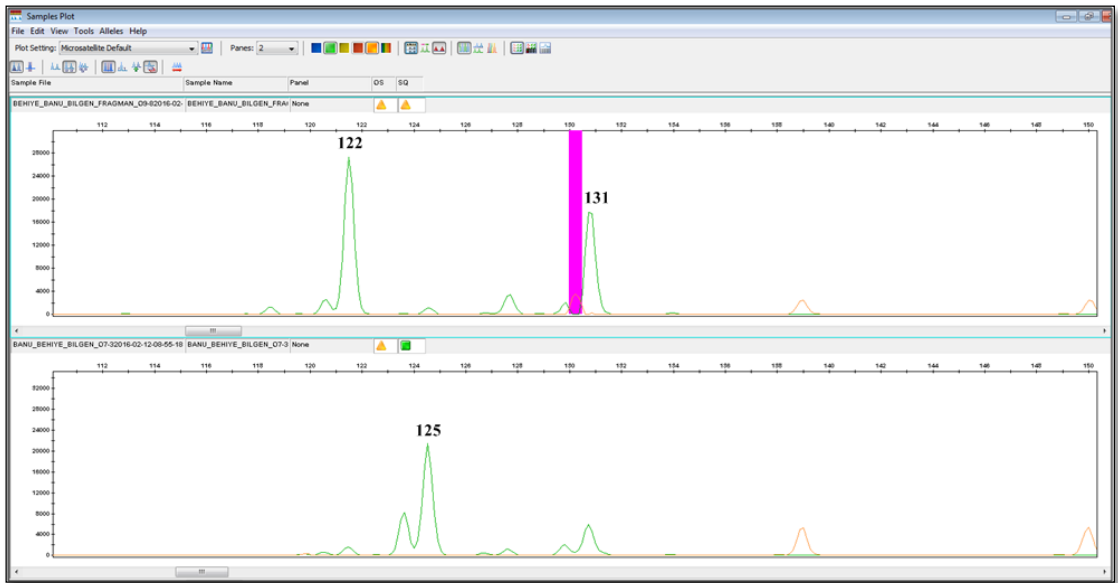 Samples Plot
File Edit View Tools Alleles Help
Plot Setting: Microsatellite Default Panes: 2
Sample File Sample Name Panel OS SQ
BEHIYE_BANU_BILGEN_FRAGMAN_O9-82016-02- BEHIYE_BANU_BILGEN_FRA None
112 114 116 118 120 122 124 126 128 130 132 134 136 138 140 142 144 146 148 150
122
28000
24000
131
20000
16000
12000
8000
4000
0
BANU_BEHIYE_BILGEN_O7-32016-02-12-08-55-18 BANU_BEHIYE_BILGEN_O7-3 None
112 114 116 118 120 122 124 126 128 130 132 134 136 138 140 142 144 146 148 150
32000
28000
125
24000
20000
16000
12000
8000
4000
0